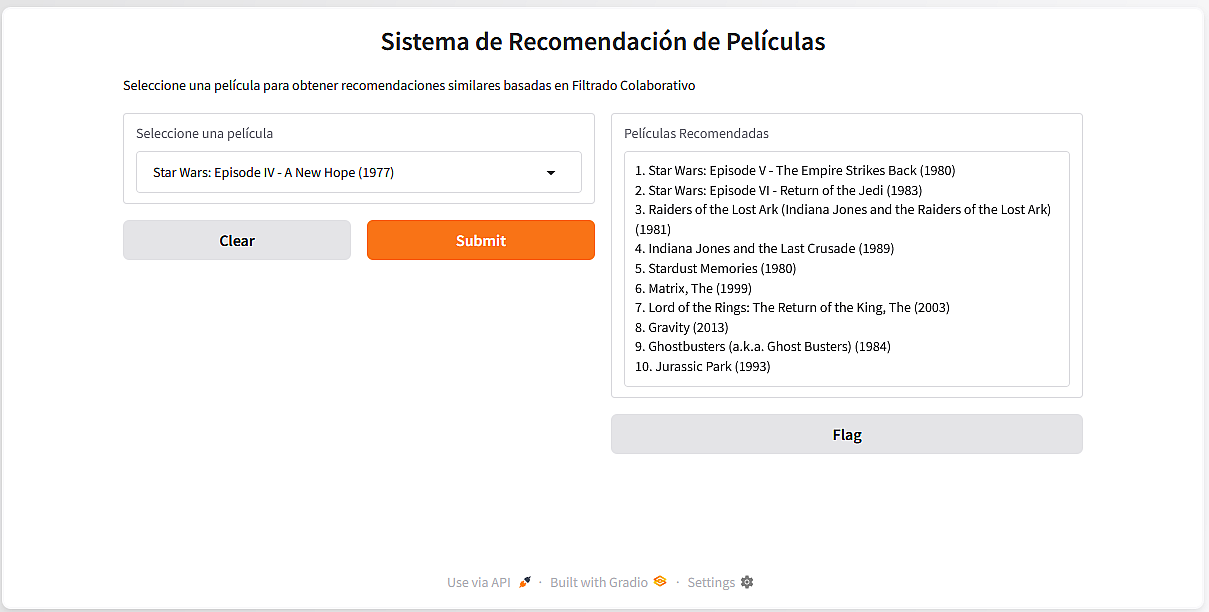 Sistema de Recomendación de Películas
Seleccione una película para obtener recomendaciones similares basadas en Filtrado Colaborativo
Seleccione una película
Star Wars: Episode IV - A New Hope (1977)
Clear
Submit
Películas Recomendadas
1. Star Wars: Episode V - The Empire Strikes Back (1980)
2. Star Wars: Episode VI - Return of the Jedi (1983)
3. Raiders of the Lost Ark (Indiana Jones and the Raiders of the Lost Ark)
(1981)
4. Indiana Jones and the Last Crusade (1989)
5. Stardust Memories (1980)
6. Matrix, The (1999)
7. Lord of the Rings: The Return of the King, The (2003)
8. Gravity (2013)
9. Ghostbusters (a.k.a. Ghost Busters) (1984)
10. Jurassic Park (1993)
Flag
Use via API · Built with Gradio · Settings